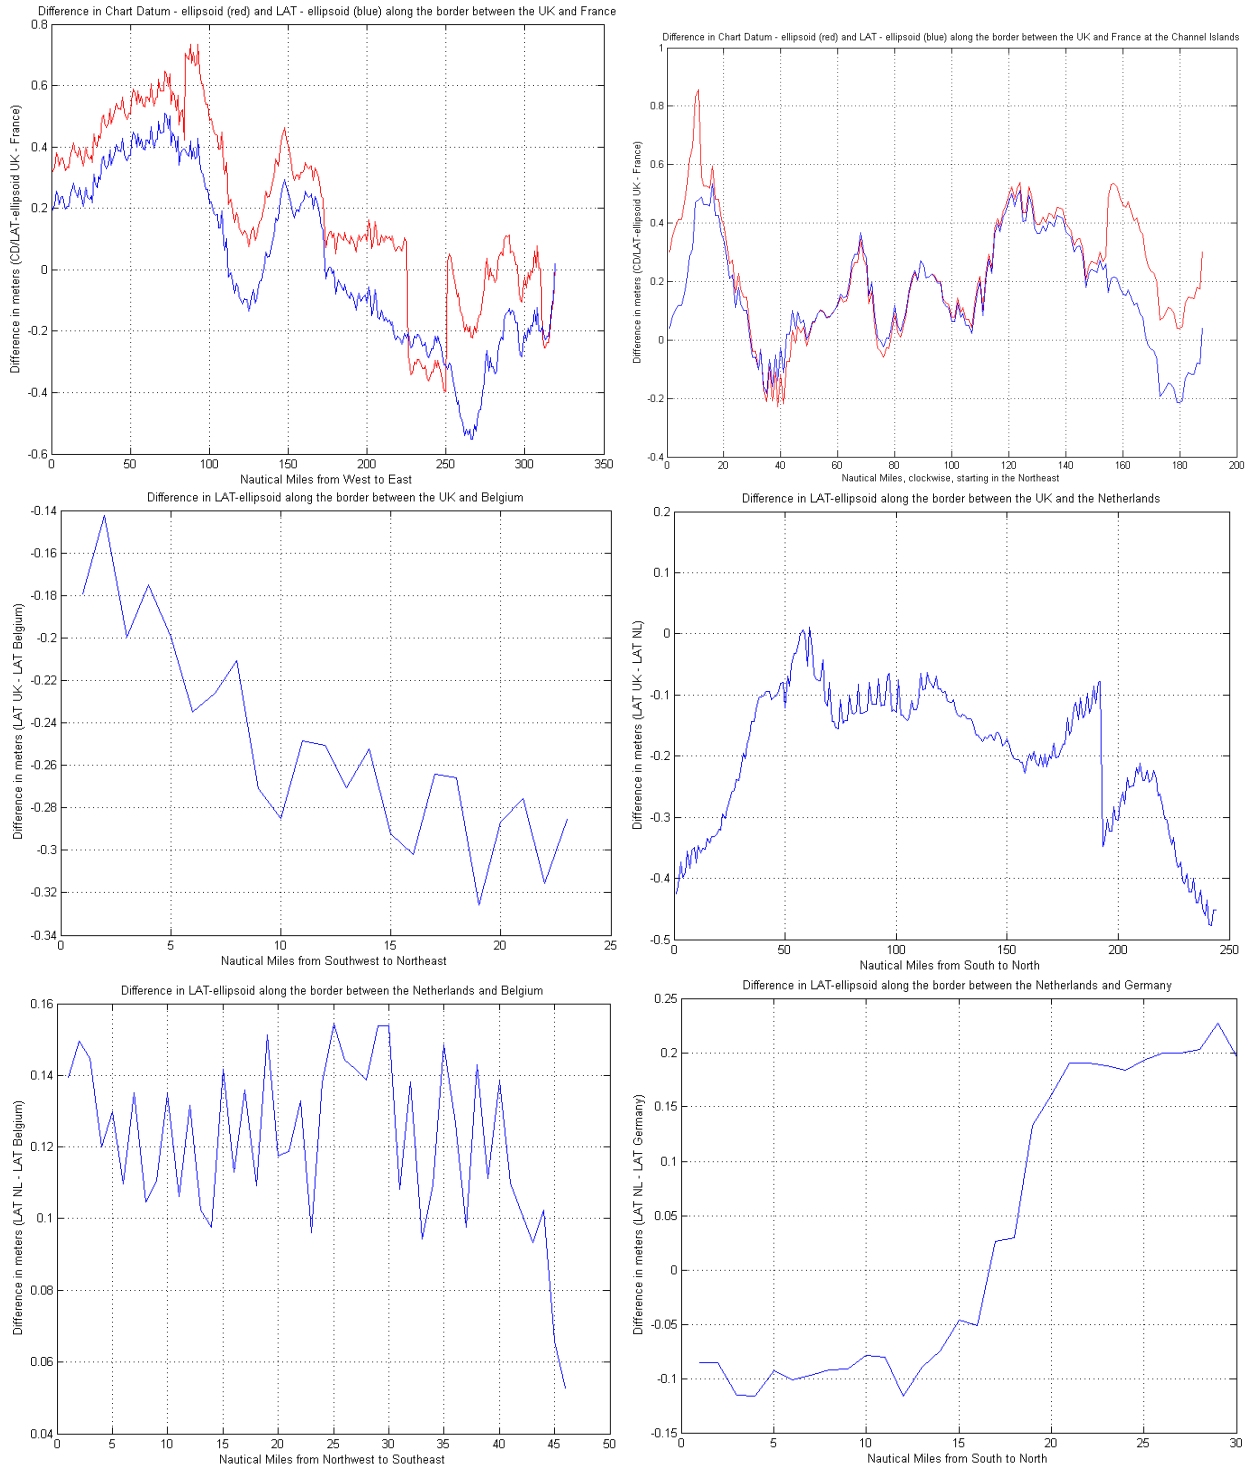 Difference in Chart Datum - ellipsoid (red) and LAT - ellipsoid (blue) along the border between the UK and France
Difference in meters (CD/LAT-ellipsoid UK - France)
0.8
0.6
0.4
0.2
0
-0.2
-0.4
-0.6
0 50 100 150 200 250 300 350
Nautical Miles from West to East
Difference in Chart Datum - ellipsoid (red) and LAT - ellipsoid (blue) along the border between the UK and France at the Channel Islands
Difference in meters (CD/LAT-ellipsoid UK - France)
1
0.8
0.6
0.4
0.2
0
-0.2
-0.4
0 20 40 60 80 100 120 140 160 180 200
Nautical Miles, clockwise, starting in the Northeast
Difference in LAT-ellipsoid along the border between the UK and Belgium
Difference in meters (LAT UK - LAT Belgium)
-0.14
-0.16
-0.18
-0.2
-0.22
-0.24
-0.26
-0.28
-0.3
-0.32
-0.34
0 5 10 15 20 25
Nautical Miles from Southwest to Northeast
Difference in LAT-ellipsoid along the border between the UK and the Netherlands
Difference in meters (LAT UK - LAT NL)
0.2
0.1
0
-0.1
-0.2
-0.3
-0.4
-0.5
0 50 100 150 200 250
Nautical Miles from South to North
Difference in LAT-ellipsoid along the border between the Netherlands and Belgium
Difference in meters (LAT NL - LAT Belgium)
0.16
0.14
0.12
0.1
0.08
0.06
0.04
0 5 10 15 20 25 30 35 40 45 50
Nautical Miles from Northwest to Southeast
Difference in LAT-ellipsoid along the border between the Netherlands and Germany
Difference in meters (LAT NL - LAT Germany)
0.25
0.2
0.15
0.1
0.05
0
-0.05
-0.1
-0.15
0 5 10 15 20 25 30
Nautical Miles from South to North